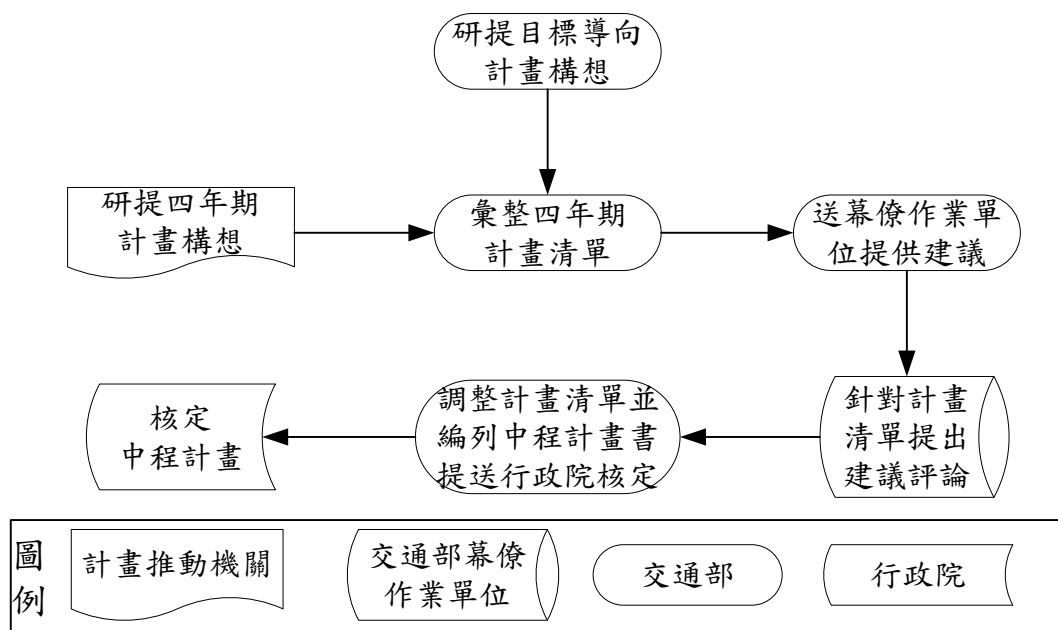 研提目標導向
計畫構想
研提四年期
計畫構想
彙整四年期
計畫清單
送幕僚作業單
位提供建議
核定
中程計畫
調整計畫清單並
編列中程計畫書
提送行政院核定
針對計畫
清單提出
建議評論
圖例
計畫推動機關
交通部幕僚
作業單位
交通部
行政院